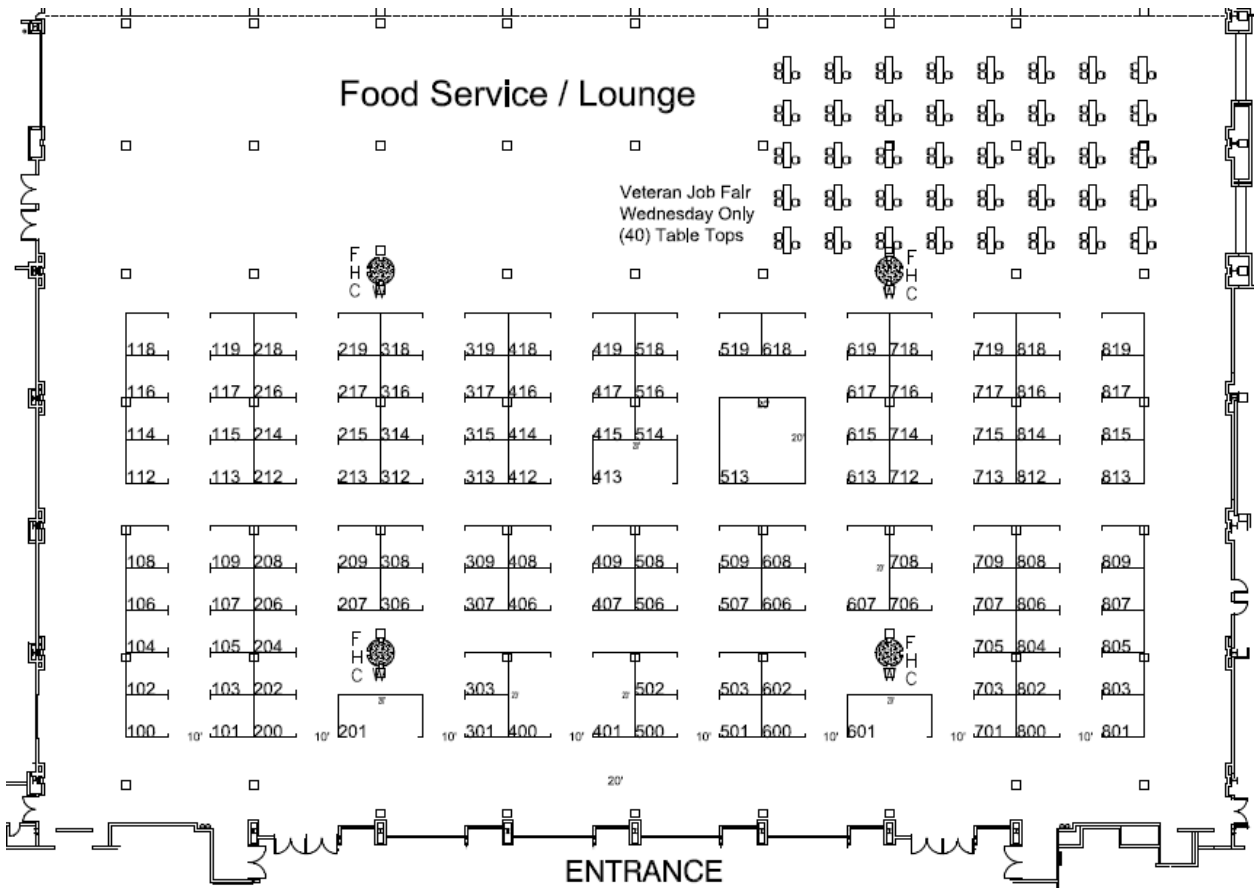 Food Service / Lounge
Veteran Job Fair
Wednesday Only
(40) Table Tops
F F
H H
C W W C
118 119 218 219 318 319 418 419 518 519 618 619 718 719 818 819
116 117 216 217 316 317 416 417 516 617 716 717 816 817
114 115 214 215 314 315 414 415 514 20' 615 714 715 814 815
112 113 212 213 312 313 412 413 513 613 712 713 812 813
108 109 208 209 308 309 408 409 508 509 608 708 709 808 809
106 107 206 207 306 307 406 407 506 507 606 607 706 707 806 807
F F
104 105 204 H H 705 804 805
C W W C
102 103 202 303 502 503 602 703 802 803
100 10' 101 200 10' 201 10' 301 400 10' 401 500 10' 501 600 10' 601 10' 701 800 10' 801
20'
ENTRANCE